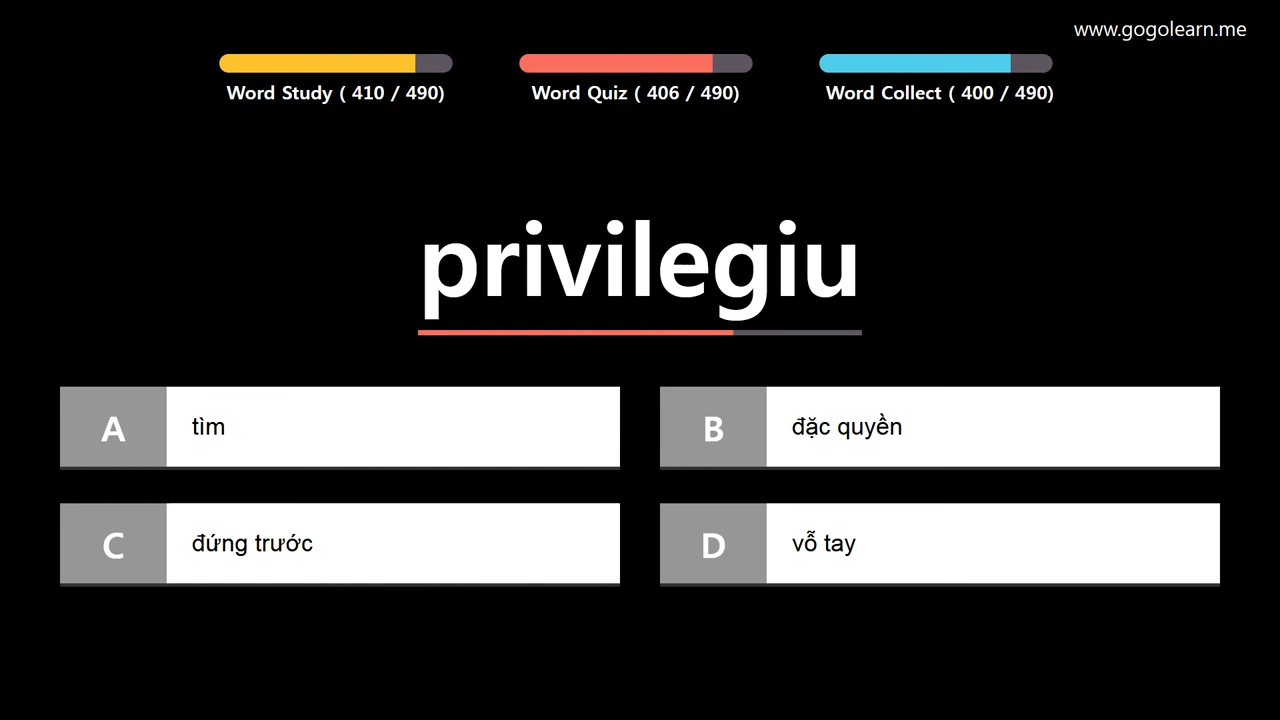 www.gogolearn.me
Word Study ( 410 / 490)
Word Quiz ( 406 / 490)
Word Collect ( 400 / 490)
privilegiu
A
tìm
B
đặc quyền
C
đứng trước
D
vỗ tay